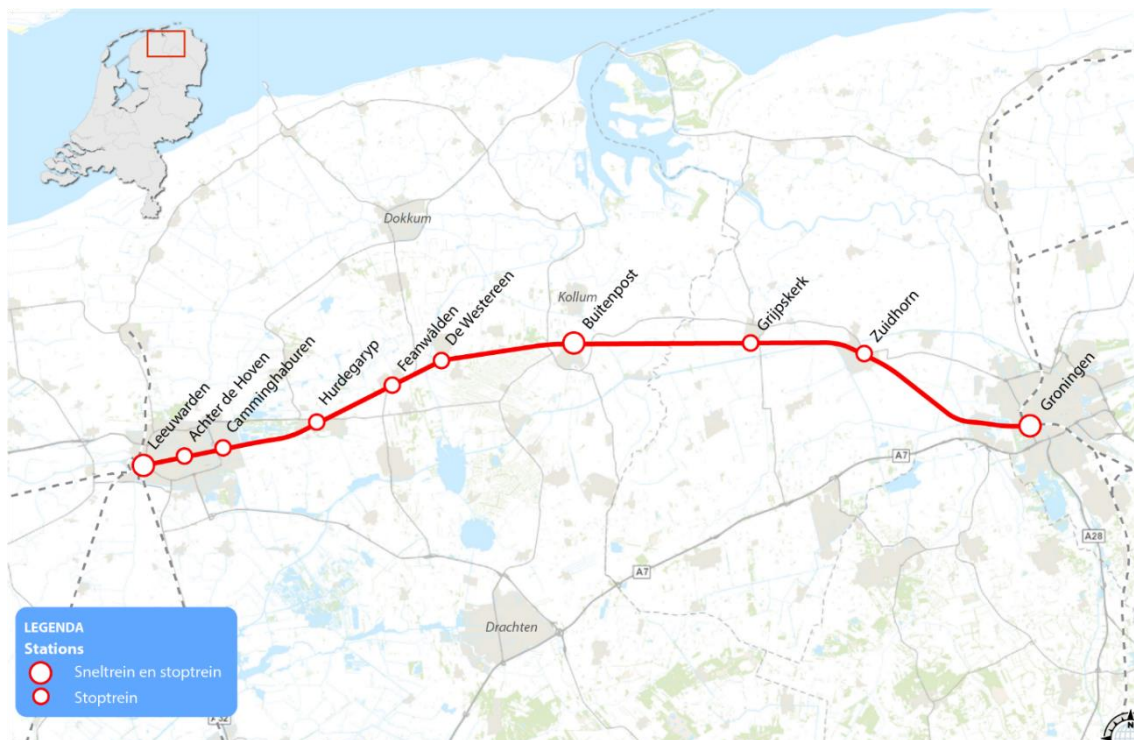 Dokkum
Kollum
Drachten
Leeuwarden
Achter de Hoven
Camminghaburen
Hurdegaryp
Feanwâlden
De Westereen
Buitenpost
Grijpskerk
Zuidhorn
Groningen
A7
A7
A28
LEGENDA
Stations
Sneltrein en stoptrein
Stoptrein
N